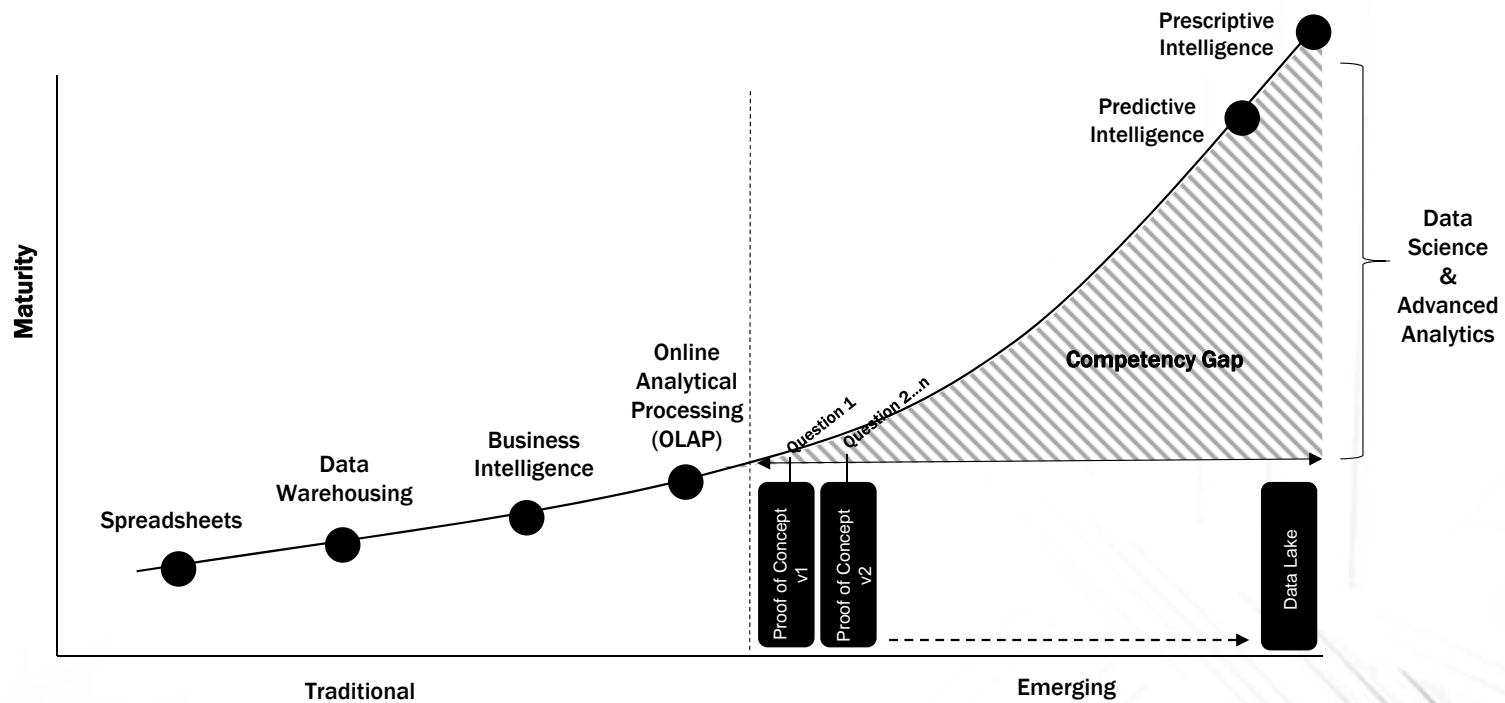 Prescriptive
Intelligence
Predictive
Intelligence
Data
Science
&
Advanced
Analytics
Maturity
Competency Gap
Online
Analytical
Processing
(OLAP)
Question 1
Question 2...n
Business
Intelligence
Data
Warehousing
Spreadsheets
Proof of Concept
v1
Proof of Concept
v2
Data Lake
Traditional
Emerging